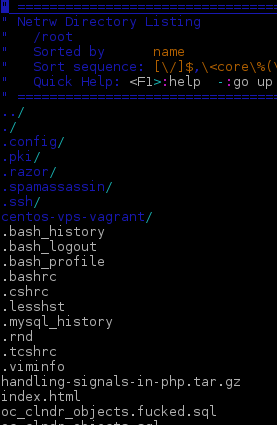 " ==================================
" Netrw Directory Listing
"   /root
"   Sorted by      name
"   Sort sequence: [\/]$,\<core\%(\
"   Quick Help: <F1>:help  -:go up
" ==================================
../
./
.config/
.pki/
.razor/
.spamassassin/
.ssh/
centos-vps-vagrant/
.bash_history
.bash_logout
.bash_profile
.bashrc
.cshrc
.lesshst
.mysql_history
.rnd
.tcshrc
.viminfo
handling-signals-in-php.tar.gz
index.html
oc_clndr_objects.fucked.sql
oc_clndr_objects.sql